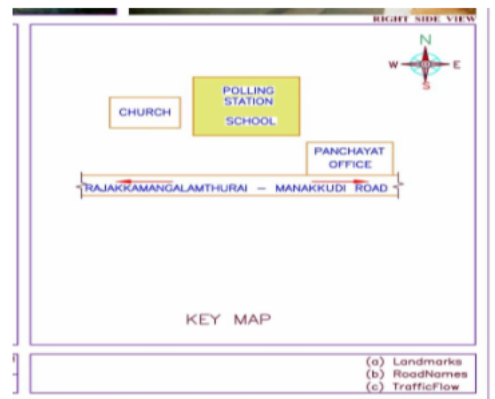 RIGHT SIDE VIEW
N
W E
S
POLLING
STATION
SCHOOL
CHURCH
PANCHAYAT
OFFICE
RAJAKKAMANGALAMTHURAI – MANAKKUDI ROAD
KEY MAP
(a) Landmarks
(b) RoadNames
(c) TrafficFlow